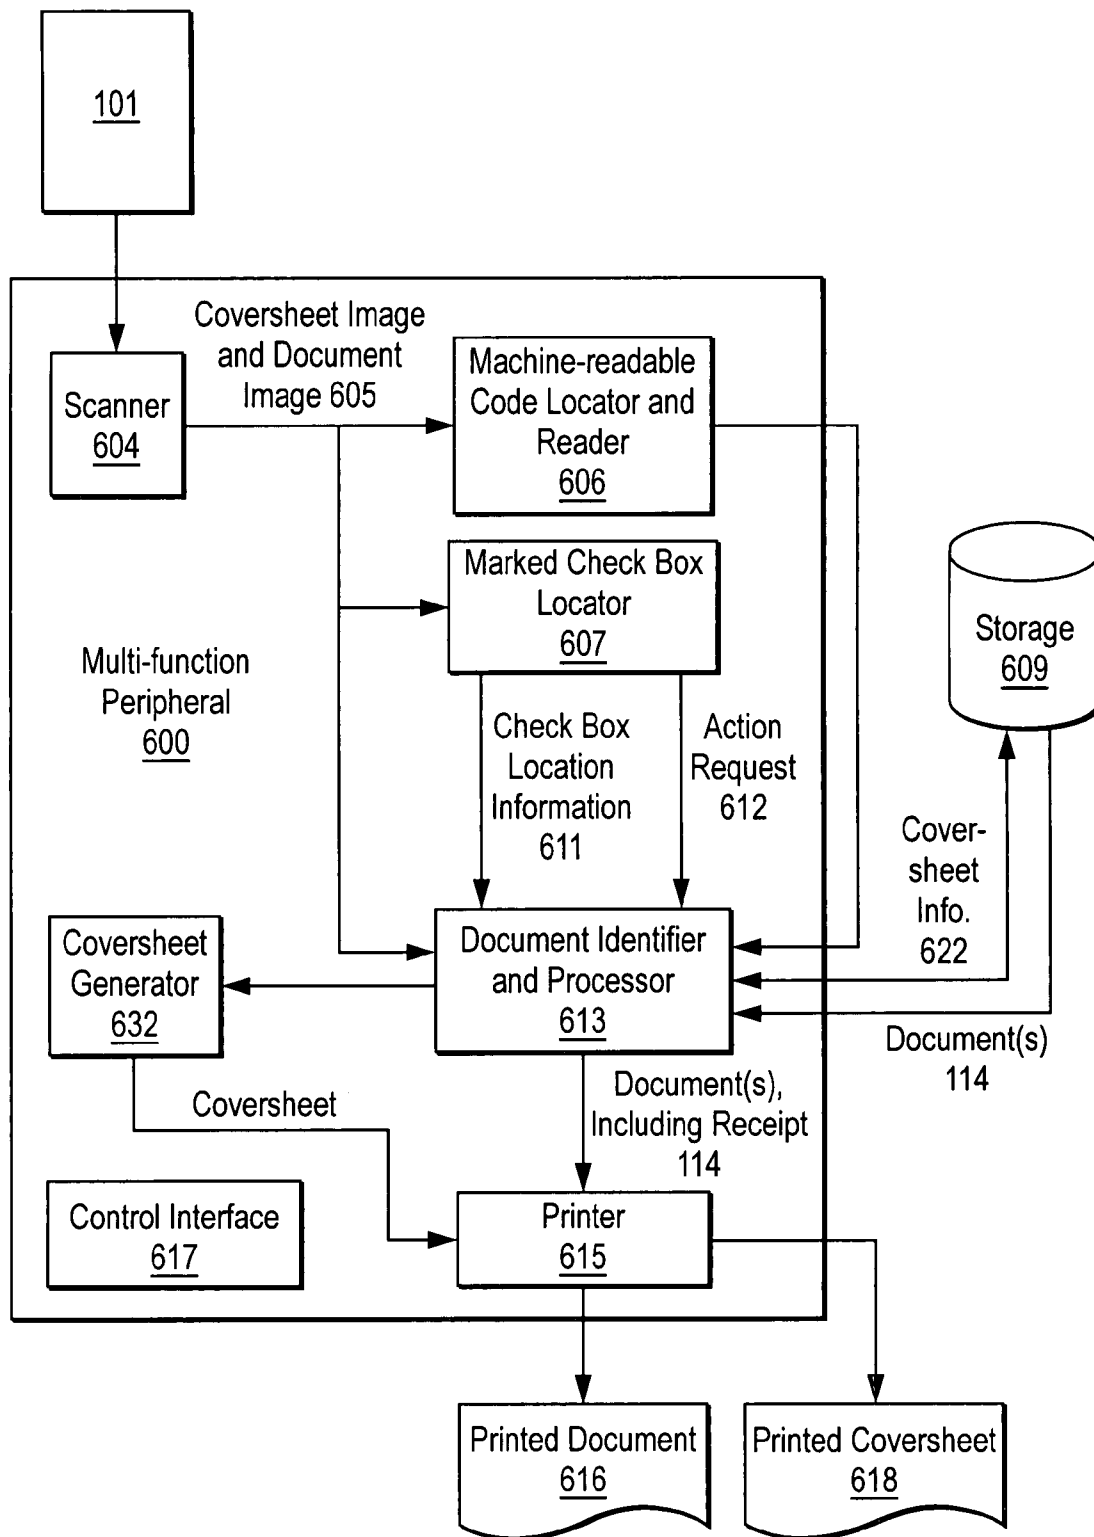 101
Coversheet Image
and Document
Image 605
Scanner
604
Machine-readable
Code Locator and
Reader
606
Marked Check Box
Locator
607
Storage
609
Multi-function
Peripheral
600
Check Box
Location
Information
611
Action
Request
612
Cover-
sheet
Info.
622
Coversheet
Generator
632
Document Identifier
and Processor
613
Document(s)
114
Coversheet
Document(s),
Including Receipt
114
Control Interface
617
Printer
615
Printed Document
616
Printed Coversheet
618